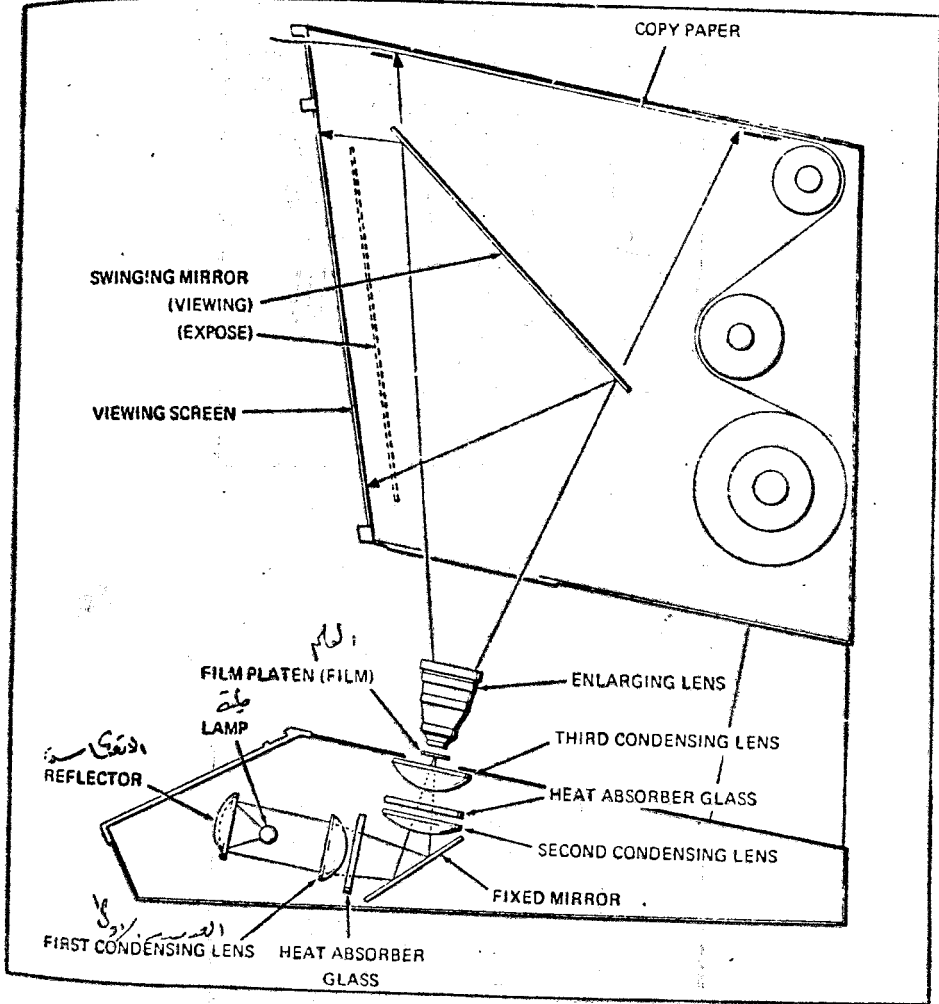 COPY PAPER
SWINGING MIRROR
(VIEWING)
(EXPOSE)
VIEWING SCREEN
الفلم
FILM PLATEN (FILM)
LAMP
REFLECTOR
ENLARGING LENS
THIRD CONDENSING LENS
HEAT ABSORBER GLASS
SECOND CONDENSING LENS
FIXED MIRROR
FIRST CONDENSING LENS
HEAT ABSORBER
GLASS